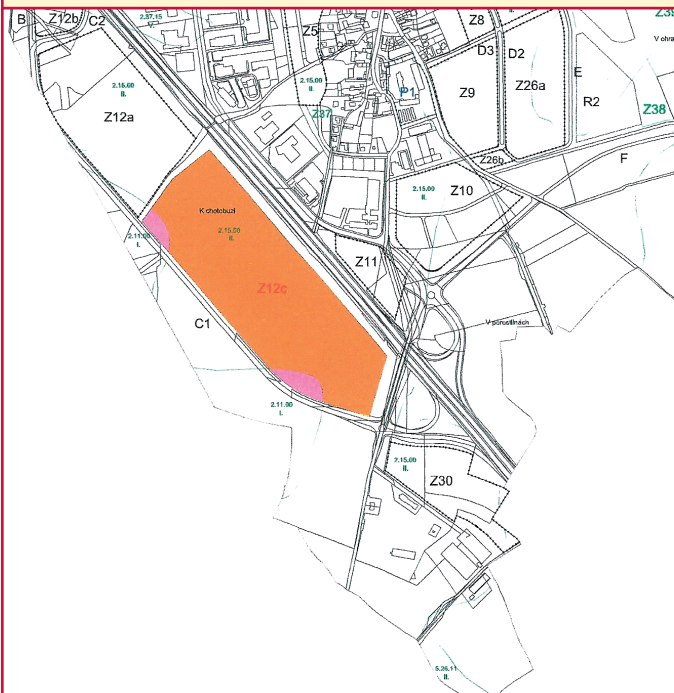 B
Z12b
C2
2.37.15
V.
Z5
Z8
Z39
V ohra
D3
D2
2.15.00
II.
P1
Z9
Z26a
E
R2
Z38
Z37
2.15.00
II.
Z12a
Z26b
F
2.15.00
II.
Z10
K chotobuzi
2.15.00
II.
2.11.00
I.
Z11
Z12c
C1
V porostlinách
2.11.00
I.
2.15.00
II.
Z30
5.26.11
II.